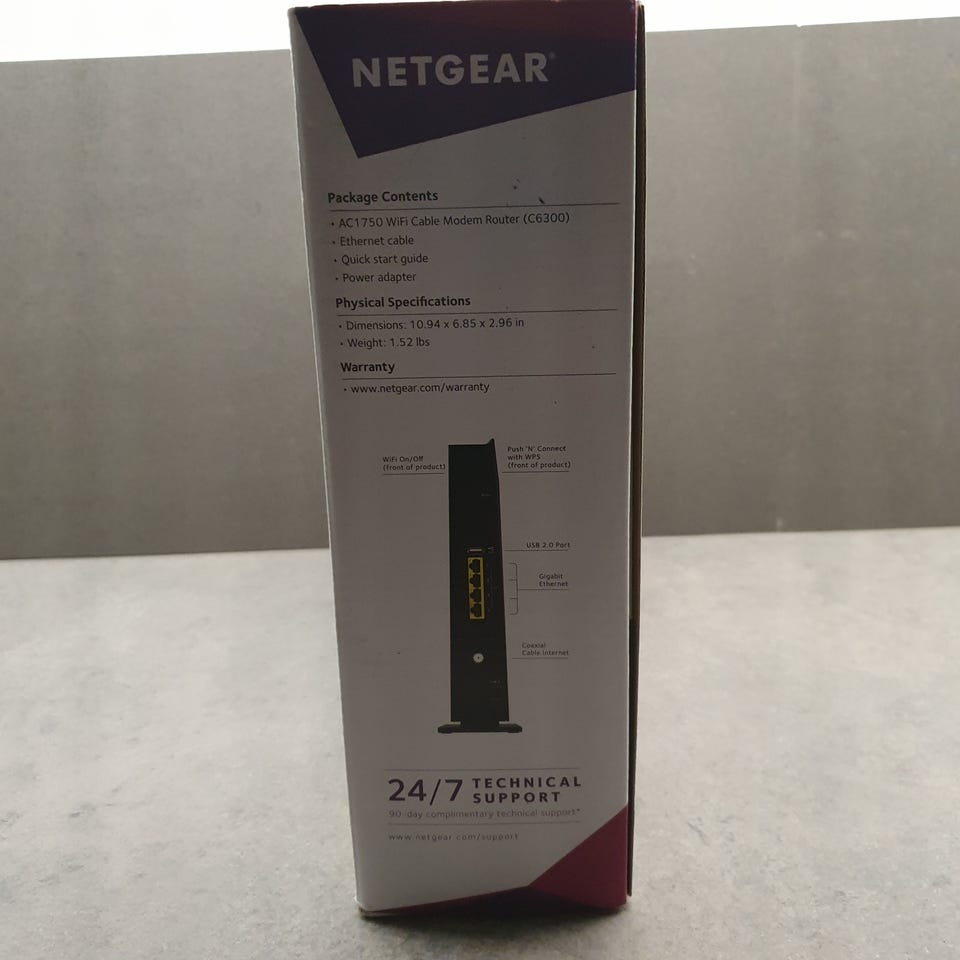 NETGEAR®
Package Contents
• AC1750 WiFi Cable Modem Router (C6300)
• Ethernet cable
• Quick start guide
• Power adapter
Physical Specifications
• Dimensions: 10.94 x 6.85 x 2.96 in
• Weight: 1.52 lbs
Warranty
• www.netgear.com/warranty
WiFi On/Off
(front of product)
Push 'N' Connect
with WPS
(front of product)
USB 2.0 Port
Gigabit
Ethernet
Coaxial
Cable Internet
24/7 TECHNICAL
SUPPORT
90-day complimentary technical support*
www.netgear.com/support